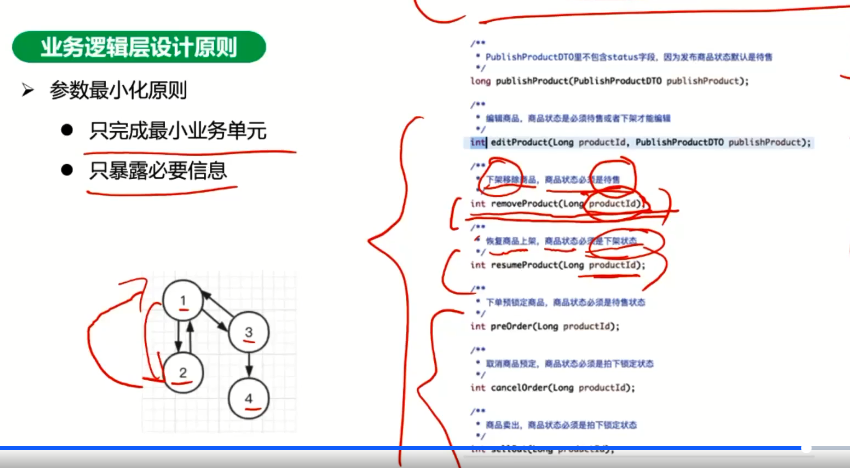 业务逻辑层设计原则
参数最小化原则
只完成最小业务单元
只暴露必要信息
1
3
2
4
/**
* PublishProductDTO里不包含status字段，因为发布商品状态默认是待售
*/
long publishProduct(PublishProductDTO publishProduct);
/**
* 编辑商品，商品状态是必须待售或者下架才能编辑
*/
int editProduct(Long productId, PublishProductDTO publishProduct);
/**
* 下架移除商品，商品状态必须是待售
*/
int removeProduct(Long productId);
/**
* 恢复商品上架，商品状态必须是下架状态
*/
int resumeProduct(Long productId);
/**
* 下单预锁定商品，商品状态必须是待售状态
*/
int preOrder(Long productId);
/**
* 取消商品预定，商品状态必须是拍下锁定状态
*/
int cancelOrder(Long productId);
/**
* 商品卖出，商品状态必须是拍下锁定状态
*/
int sellOut(Long productId);